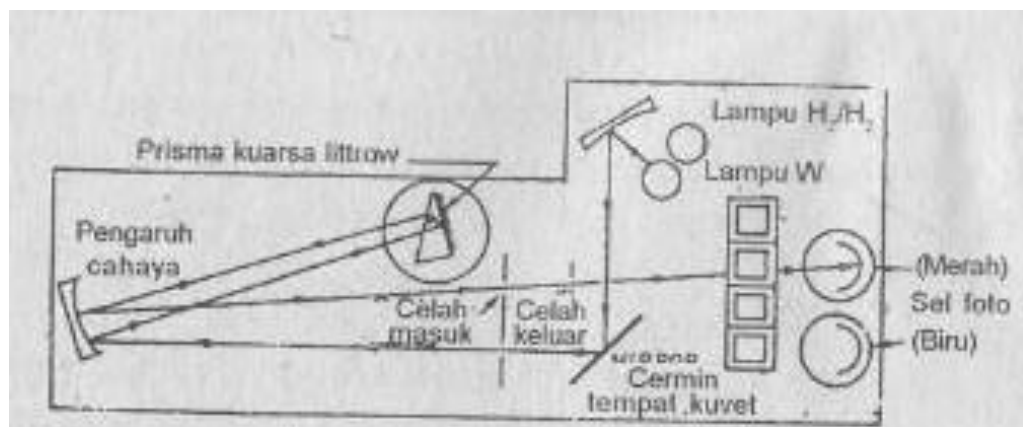 Lampu H₂/H₂
Prisma kuarsa littrow
Lampu W
Pengaruh
cahaya
(Merah)
Celah
masuk
Celah
keluar
Sel foto
(Biru)
Cermin
tempat kuvet